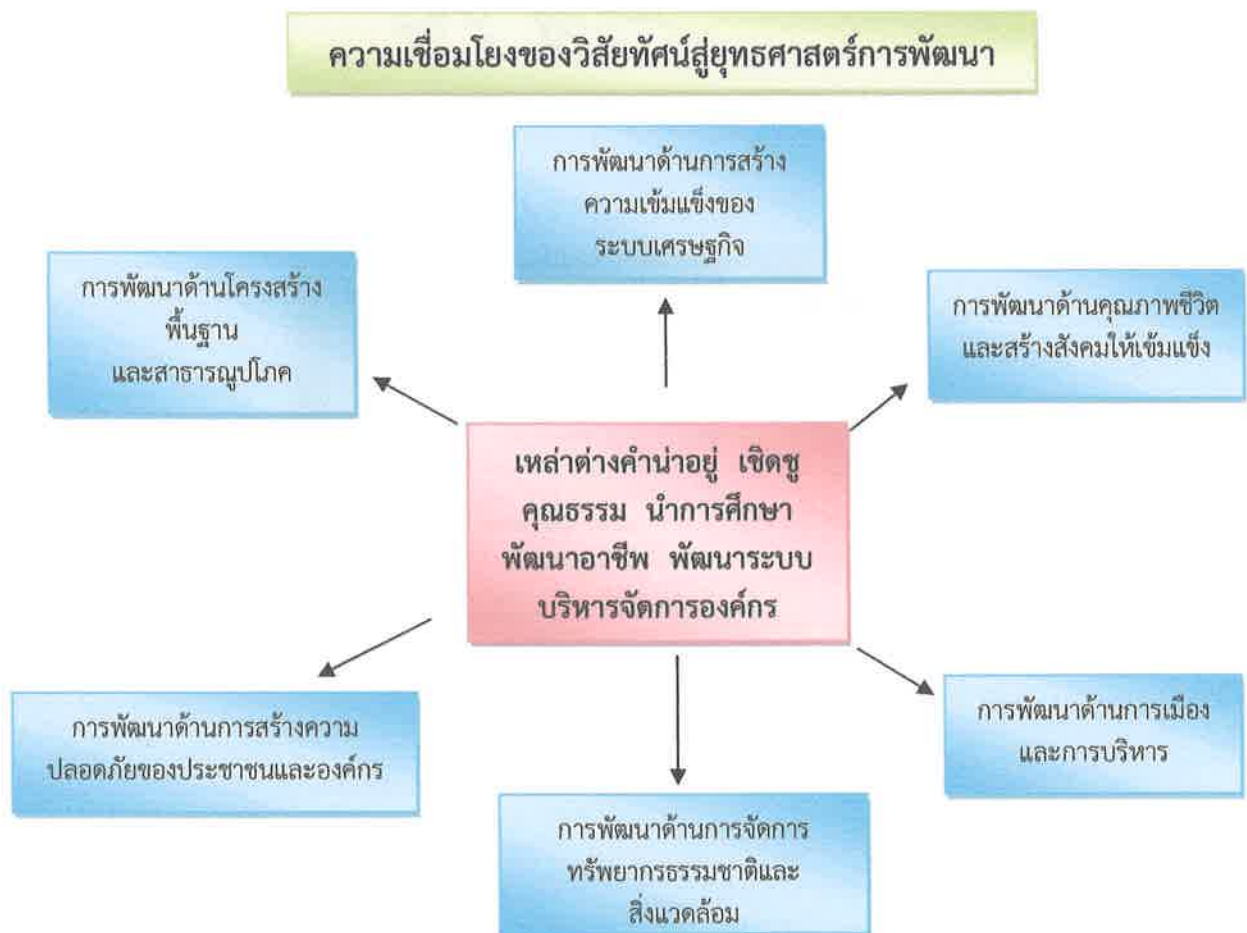 ความเชื่อมโยงของวิสัยทัศน์สู่ยุทธศาสตร์การพัฒนา
การพัฒนาด้านการสร้าง
ความเข้มแข็งของ
ระบบเศรษฐกิจ
การพัฒนาด้านโครงสร้าง
พื้นฐาน
และสาธารณูปโภค
การพัฒนาด้านคุณภาพชีวิต
และสร้างสังคมให้เข้มแข็ง
เหล่าต่างคำน่าอยู่ เชิดชู
คุณธรรม นำการศึกษา
พัฒนาอาชีพ พัฒนาระบบ
บริหารจัดการองค์กร
การพัฒนาด้านการสร้างความ
ปลอดภัยของประชาชนและองค์กร
การพัฒนาด้านการเมือง
และการบริหาร
การพัฒนาด้านการจัดการ
ทรัพยากรธรรมชาติและ
สิ่งแวดล้อม